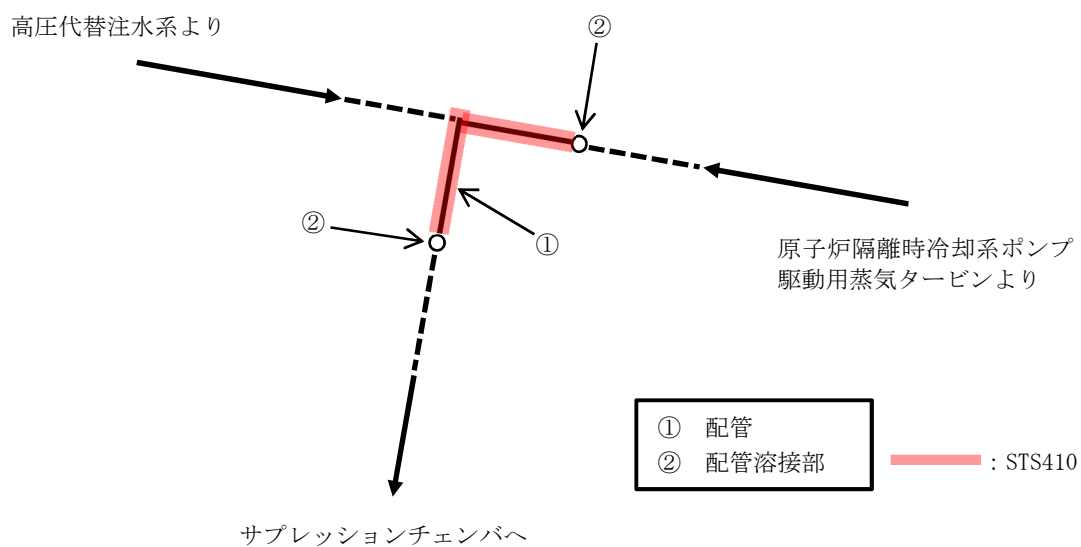 高圧代替注水系より
②
②
①
原子炉隔離時冷却系ポンプ
駆動用蒸気タービンより
① 配管
② 配管溶接部
：STS410
サプレッションチェンバへ